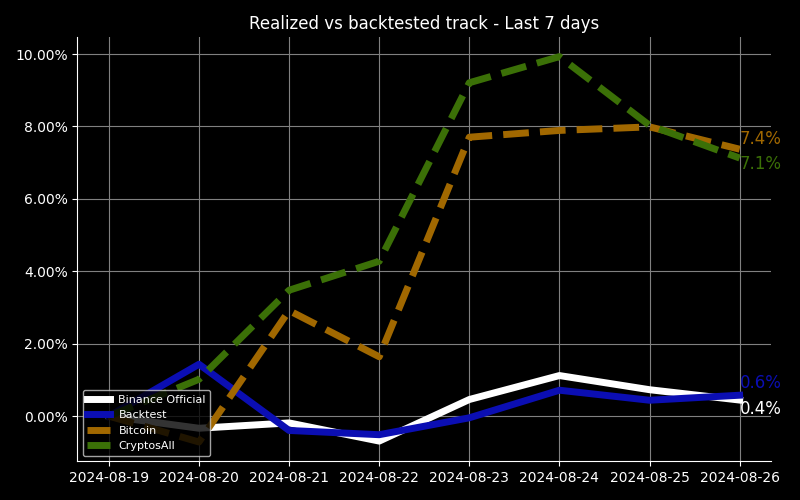 Realized vs backtested track - Last 7 days
10.00%
8.00%
6.00%
4.00%
2.00%
0.00%
7.4%
7.1%
0.6%
0.4%
Binance Official
Backtest
Bitcoin
CryptosAll
2024-08-19 2024-08-20 2024-08-21 2024-08-22 2024-08-23 2024-08-24 2024-08-25 2024-08-26